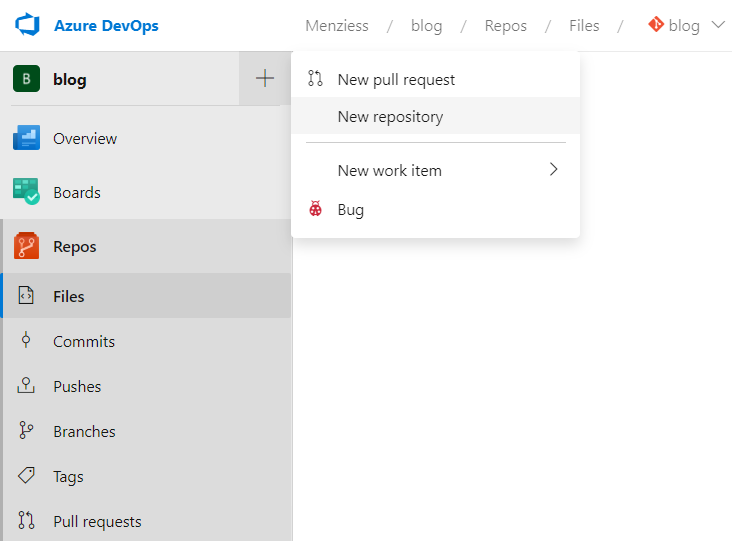 Azure DevOps
Menziess / blog / Repos / Files / blog
B blog
New pull request
New repository
New work item
Bug
Overview
Boards
Repos
Files
Commits
Pushes
Branches
Tags
Pull requests